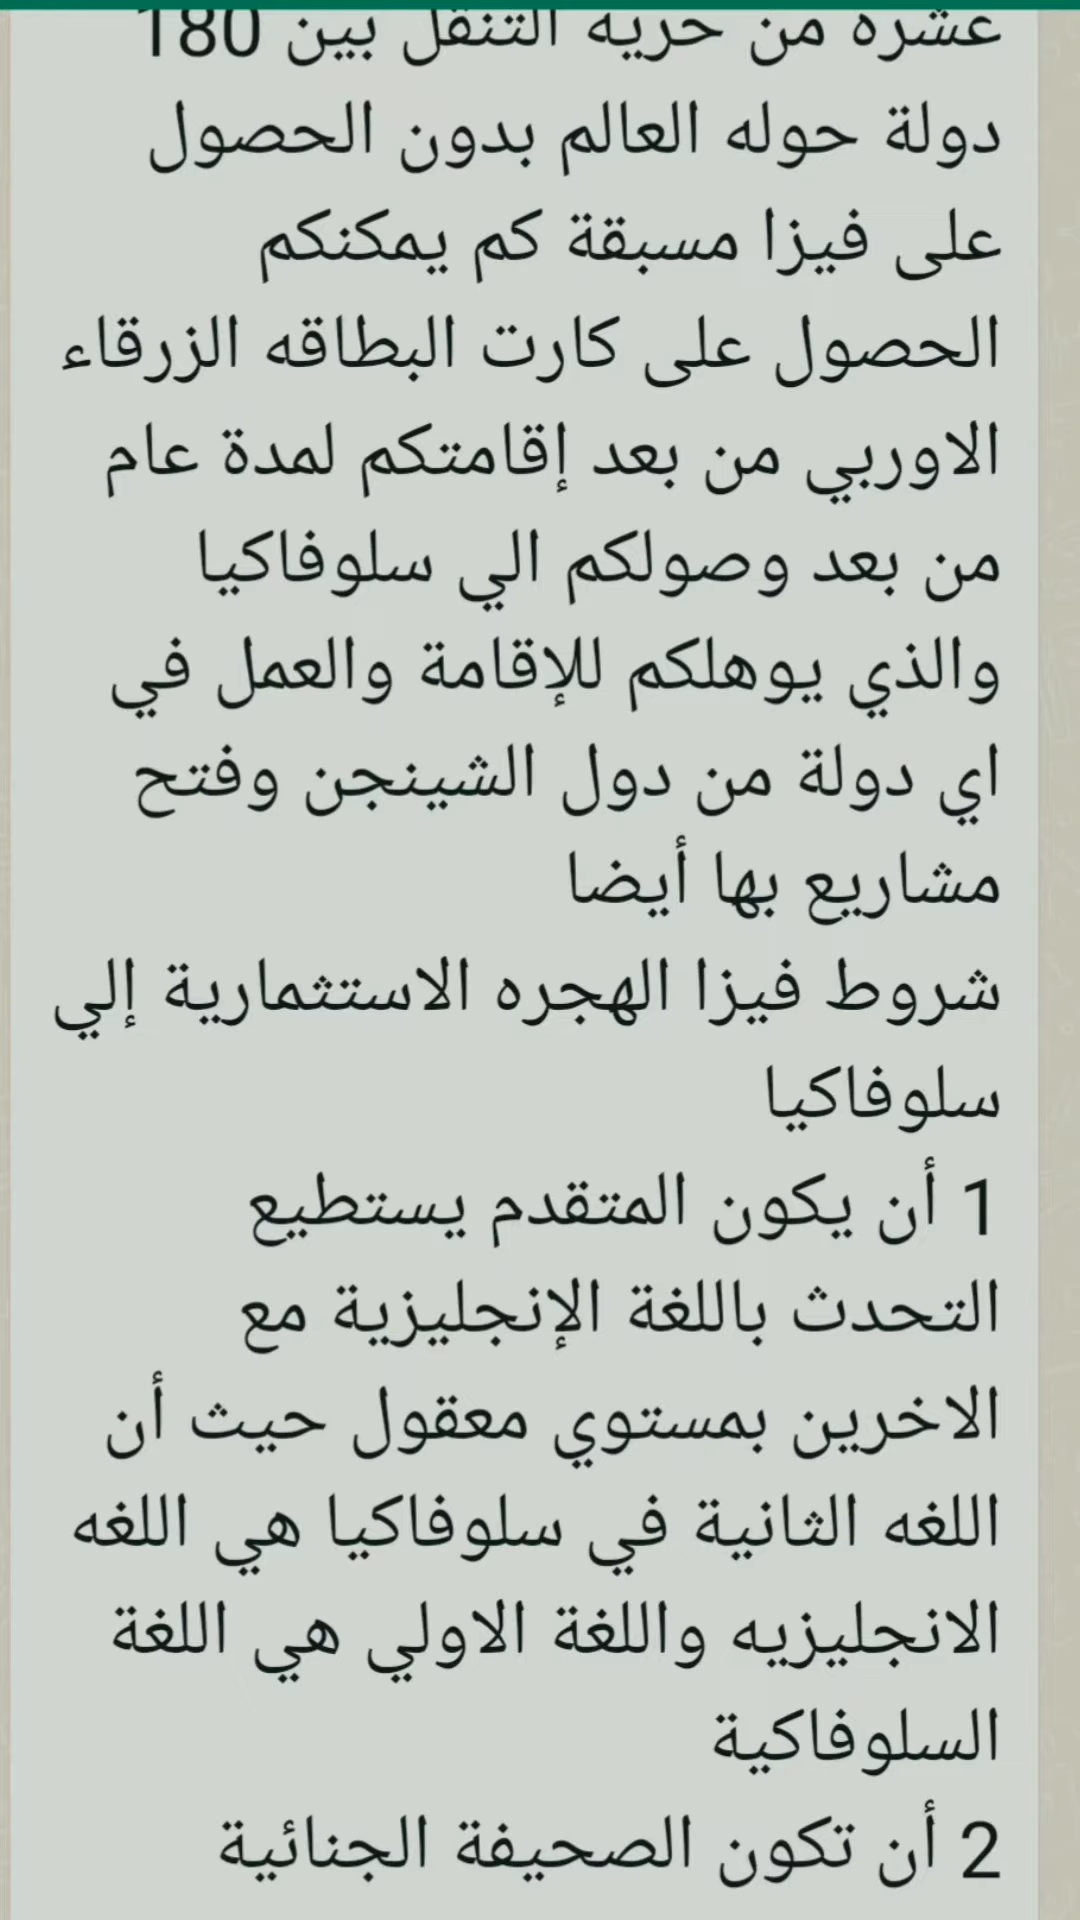 عشره من حرية التنقل بين 180
دولة حوله العالم بدون الحصول
على فيزا مسبقة كم يمكنكم
الحصول على كارت البطاقه الزرقاء
الاوربي من بعد إقامتكم لمدة عام
من بعد وصولكم الي سلوفاكيا
والذي يوهلكم للإقامة والعمل في
اي دولة من دول الشينجن وفتح
مشاريع بها أيضا
شروط فيزا الهجره الاستثمارية إلي
سلوفاكيا
1 أن يكون المتقدم يستطيع
التحدث باللغة الإنجليزية مع
الاخرين بمستوي معقول حيث أن
اللغه الثانية في سلوفاكيا هي اللغه
الانجليزيه واللغة الاولي هي اللغة
السلوفاكية
2 أن تكون الصحيفة الجنائية